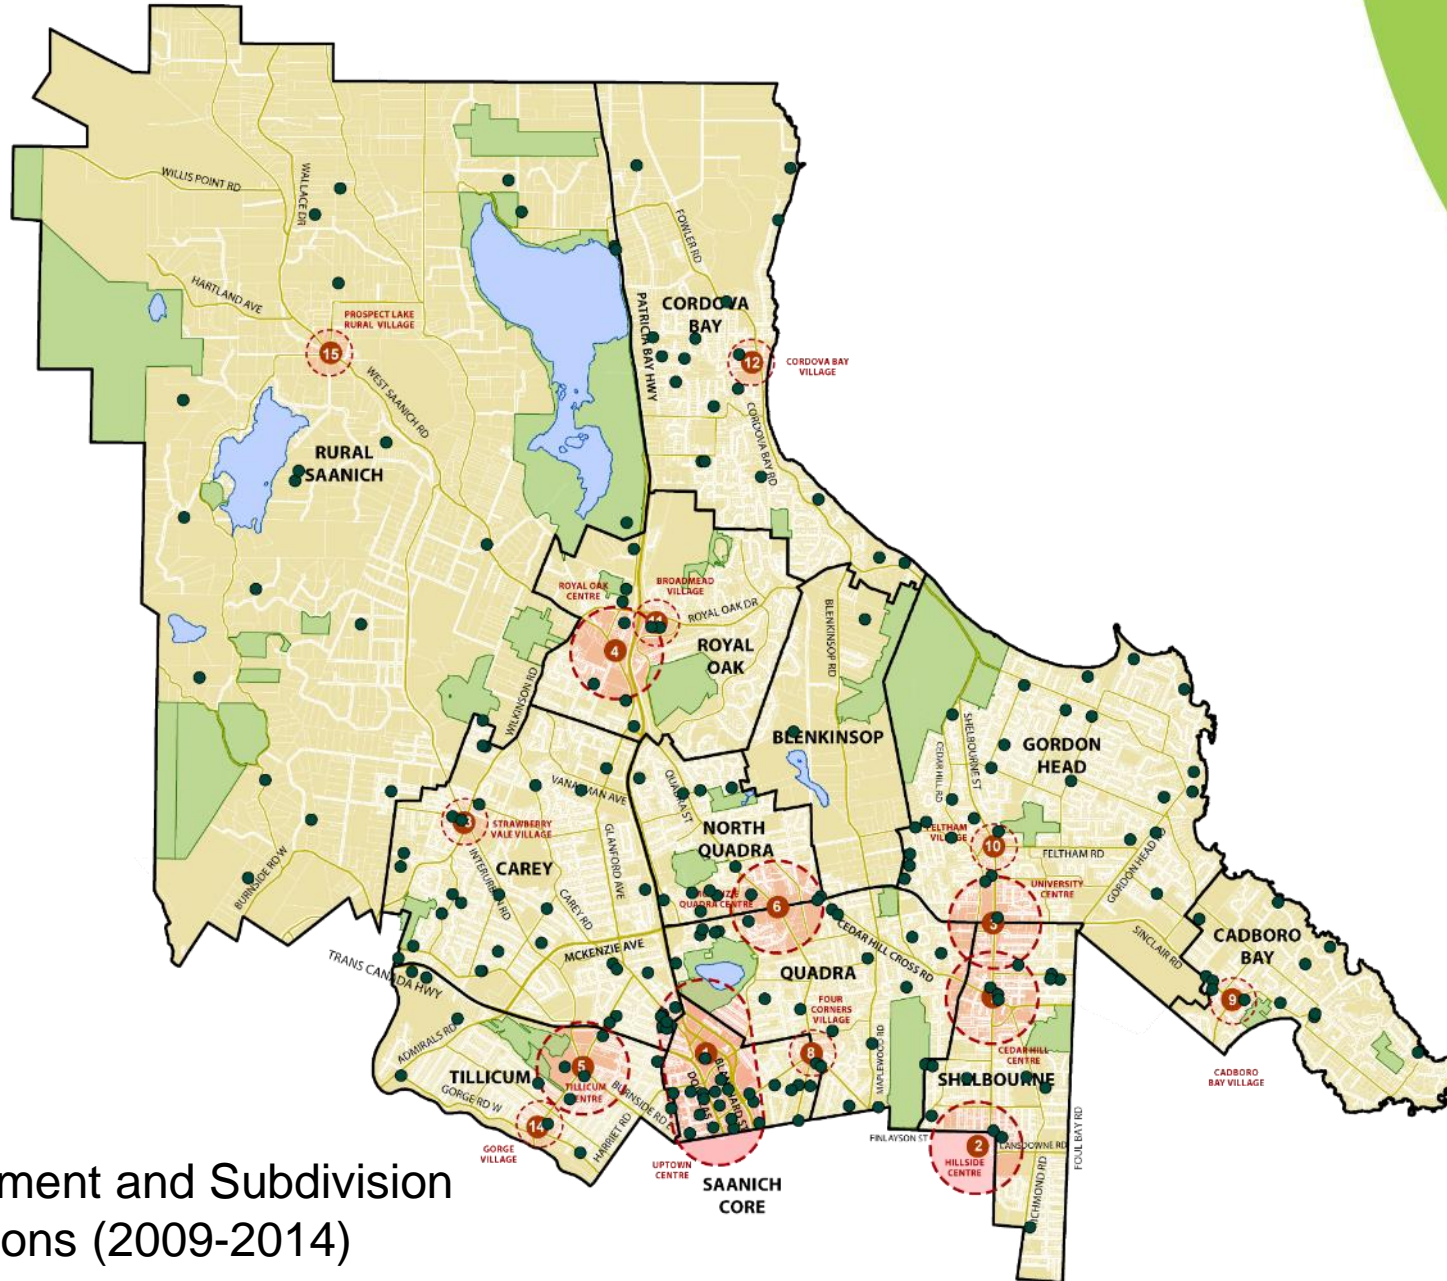 WILLIS POINT RD
WALLACE DR
FOWLER RD
HARTLAND AVE
PROSPECT LAKE
RURAL VILLAGE
15
WEST SAANICH RD
PATRICIA BAY HWY
CORDOVA
BAY
12
CORDOVA BAY
VILLAGE
CORDOVA BAY RD
RURAL
SAANICH
ROYAL OAK
CENTRE
BROADMEAD
VILLAGE
ROYAL OAK DR
4
ROYAL
OAK
BLENKINSOP RD
WILKINSON RD
BLENKINSOP
CEDAR HILL RD
SHELBOURNE ST
GORDON
HEAD
VANALMAN AVE
QUADRA ST
STRAWBERRY
VALE VILLAGE
NORTH
QUADRA
GLANFORD AVE
CAREY
INTERURBAN RD
CAREY RD
FELTHAM
VILLAGE
10
FELTHAM RD
GORDON HEAD RD
UNIVERSITY
CENTRE
BURNSIDE RD W
QUADRA CENTRE
6
MCKENZIE AVE
CEDAR HILL CROSS RD
SINCLAIR RD
CADBORO
BAY
TRANS CANADA HWY
QUADRA
FOUR
CORNERS
VILLAGE
9
CADBORO
BAY VILLAGE
ADMIRALS RD
MAPLEWOOD RD
8
CEDAR HILL
CENTRE
TILLICUM
5
TILLICUM
CENTRE
BURNSIDE RD E
DOUGLAS
BLANSHARD ST
SHELBOURNE
GORGE RD W
14
GORGE
VILLAGE
HARRIET RD
FINLAYSON ST
2
HILLSIDE
CENTRE
LANSDOWNE RD
RICHMOND RD
FOUL BAY RD
UPTOWN
CENTRE
SAANICH
CORE
ment and Subdivision
ons (2009-2014)